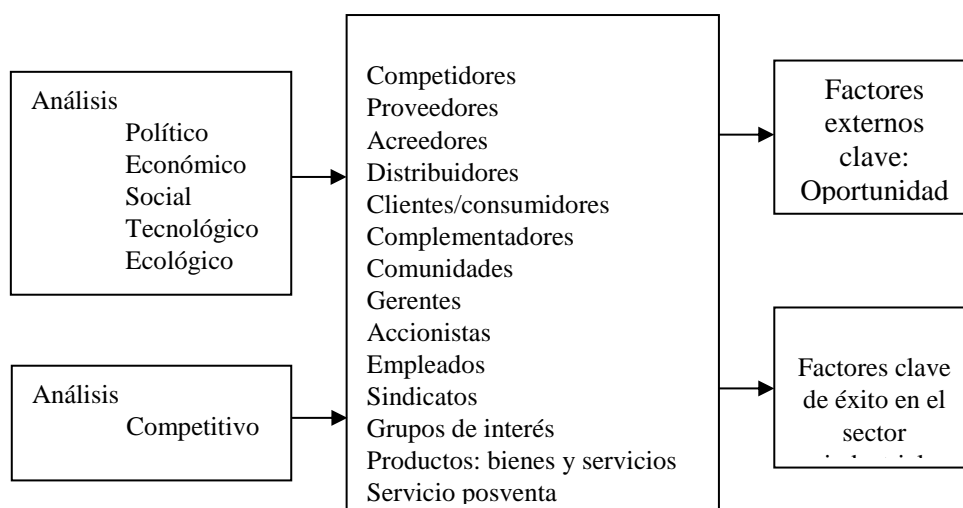 Análisis
Político
Económico
Social
Tecnológico
Ecológico
Análisis
Competitivo
Competidores
Proveedores
Acreedores
Distribuidores
Clientes/consumidores
Complementadores
Comunidades
Gerentes
Accionistas
Empleados
Sindicatos
Grupos de interés
Productos: bienes y servicios
Servicio posventa
Factores
externos
clave:
Oportunidad
Factores clave
de éxito en el
sector